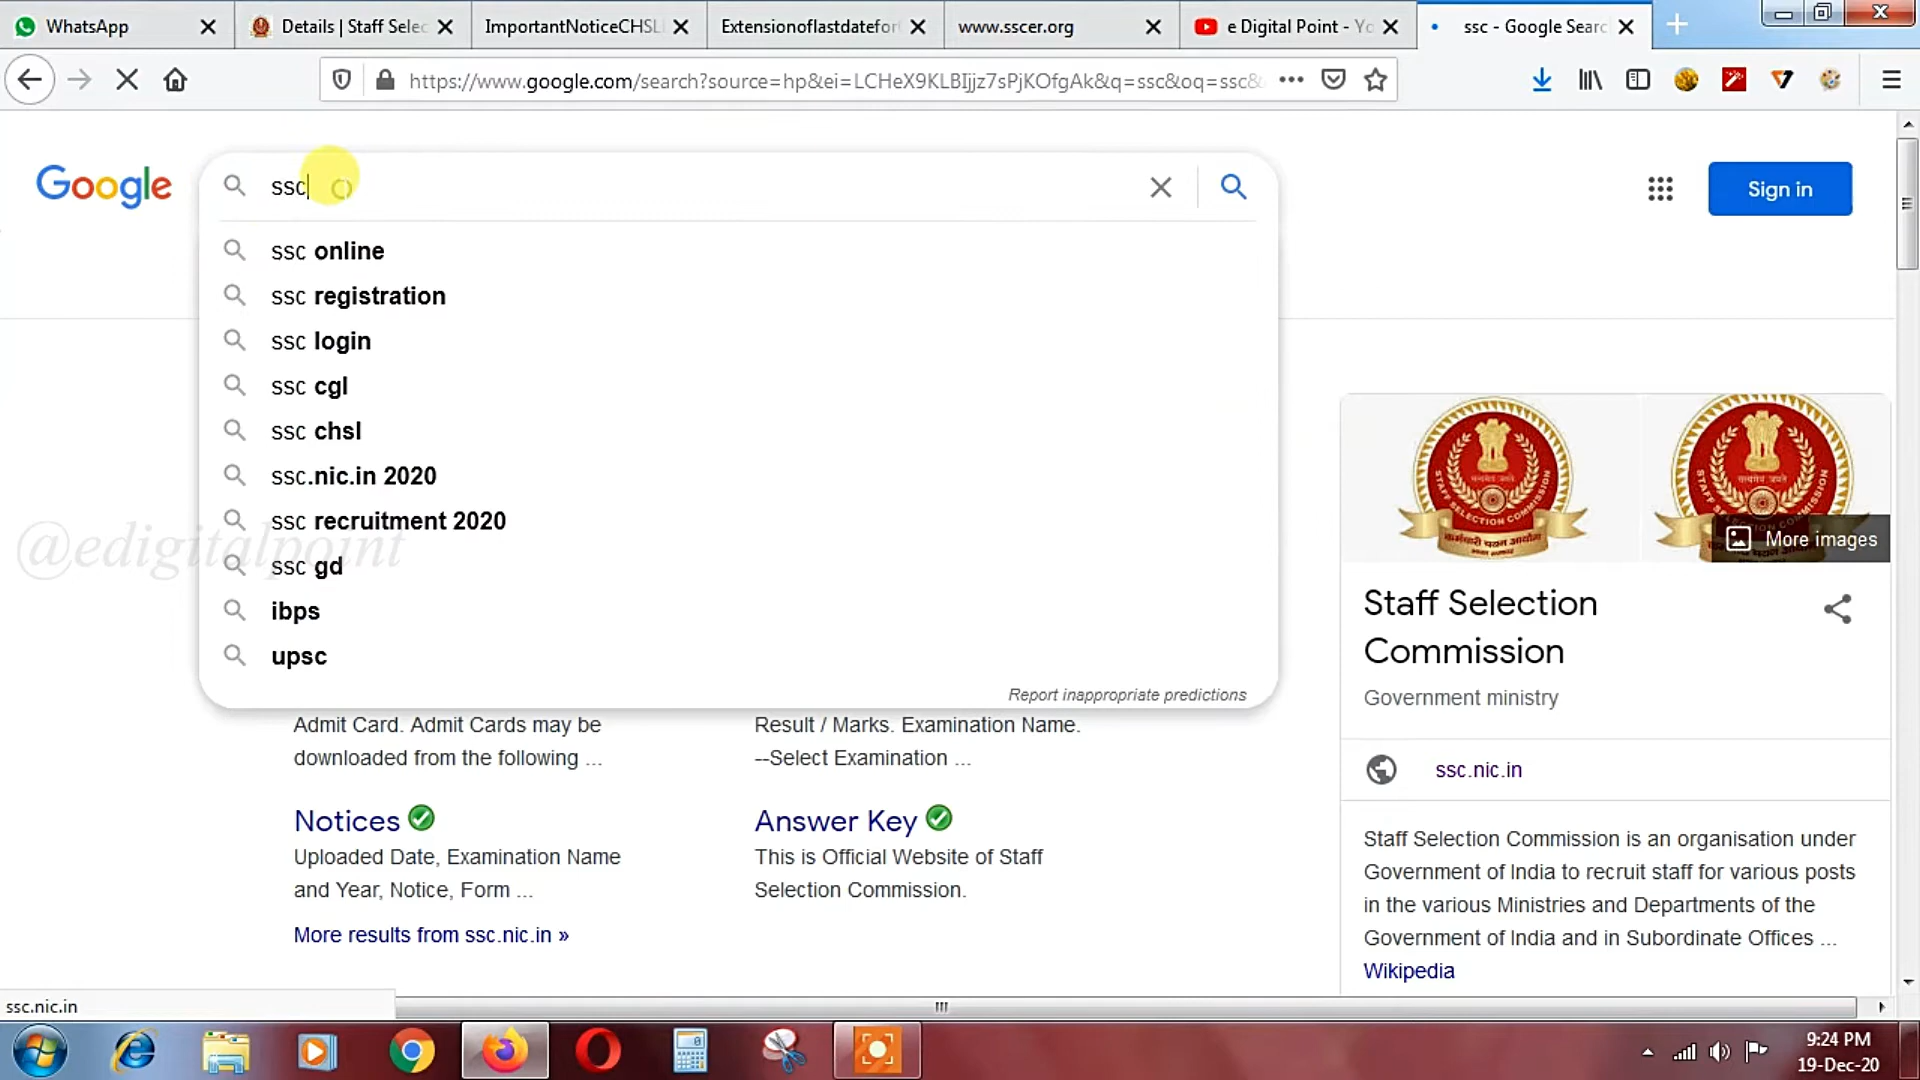 WhatsApp
Details | Staff Selec
ImportantNoticeCHSL
Extensionoflastdatefor
www.sscer.org
e Digital Point - Yo
ssc - Google Searc
https://www.google.com/search?source=hp&ei=LCHeX9KLBIjjz7sPjKOfgAk&q=ssc&oq=ssc&
Google
ssc
Sign in
ssc online
ssc registration
ssc login
ssc cgl
ssc chsl
ssc.nic.in 2020
ssc recruitment 2020
@edigitalpoint
ssc gd
ibps
upsc
Report inappropriate predictions
More images
Staff Selection
Commission
Government ministry
ssc.nic.in
Staff Selection Commission is an organisation under
Government of India to recruit staff for various posts
in the various Ministries and Departments of the
Government of India and in Subordinate Offices ...
Wikipedia
Admit Card. Admit Cards may be
downloaded from the following ...
Result / Marks. Examination Name.
--Select Examination ...
Notices
Uploaded Date, Examination Name
and Year, Notice, Form ...
Answer Key
This is Official Website of Staff
Selection Commission.
More results from ssc.nic.in »
ssc.nic.in
9:24 PM
19-Dec-20